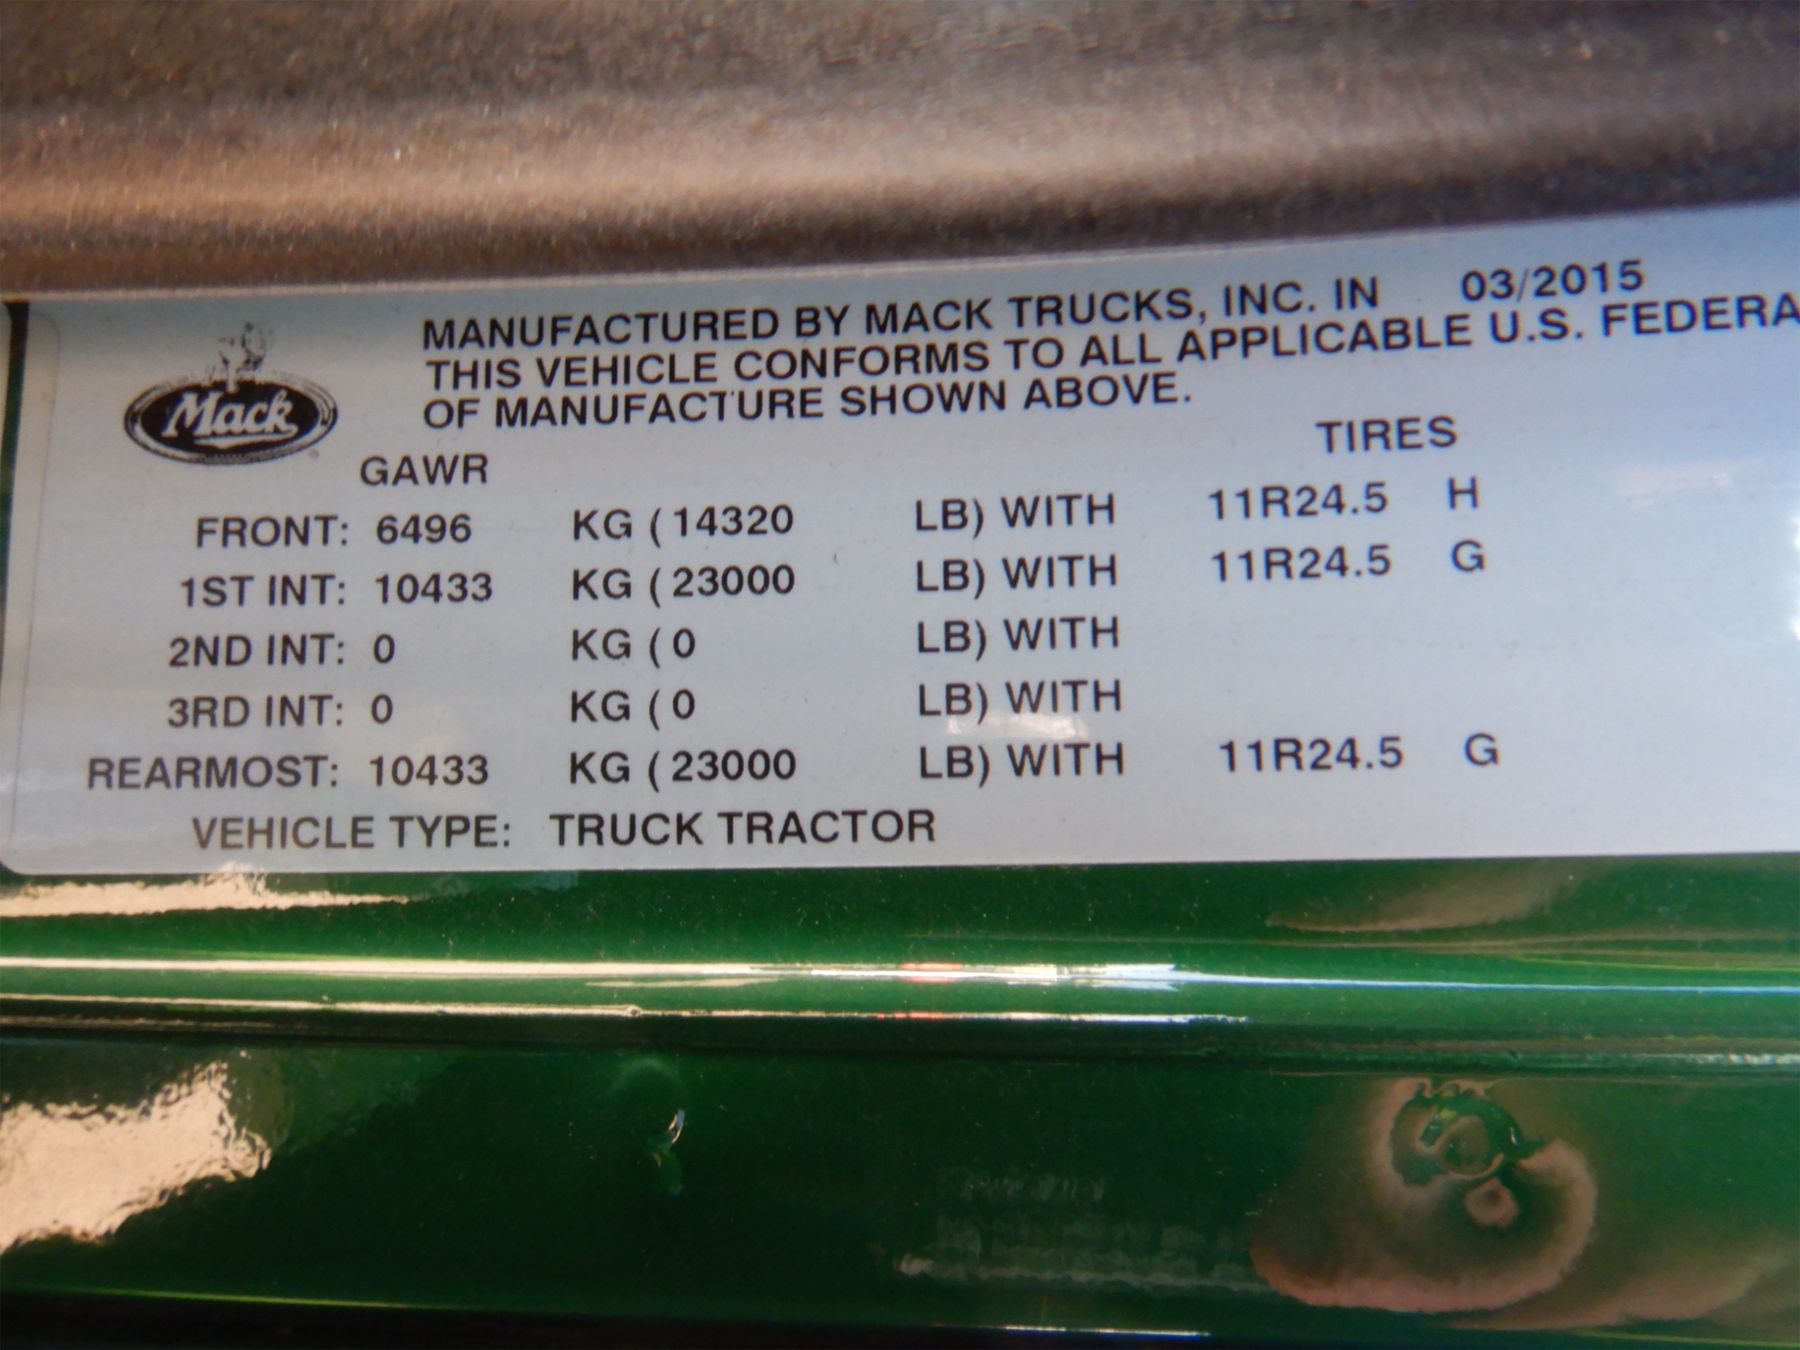 MANUFACTURED BY MACK TRUCKS, INC. IN 03/2015
THIS VEHICLE CONFORMS TO ALL APPLICABLE U.S. FEDERA
OF MANUFACTURE SHOWN ABOVE.
Mack
GAWR TIRES
FRONT: 6496 KG (14320 LB) WITH 11R24.5 H
1ST INT: 10433 KG (23000 LB) WITH 11R24.5 G
2ND INT: 0 KG (0 LB) WITH
3RD INT: 0 KG (0 LB) WITH
REARMOST: 10433 KG (23000 LB) WITH 11R24.5 G
VEHICLE TYPE: TRUCK TRACTOR